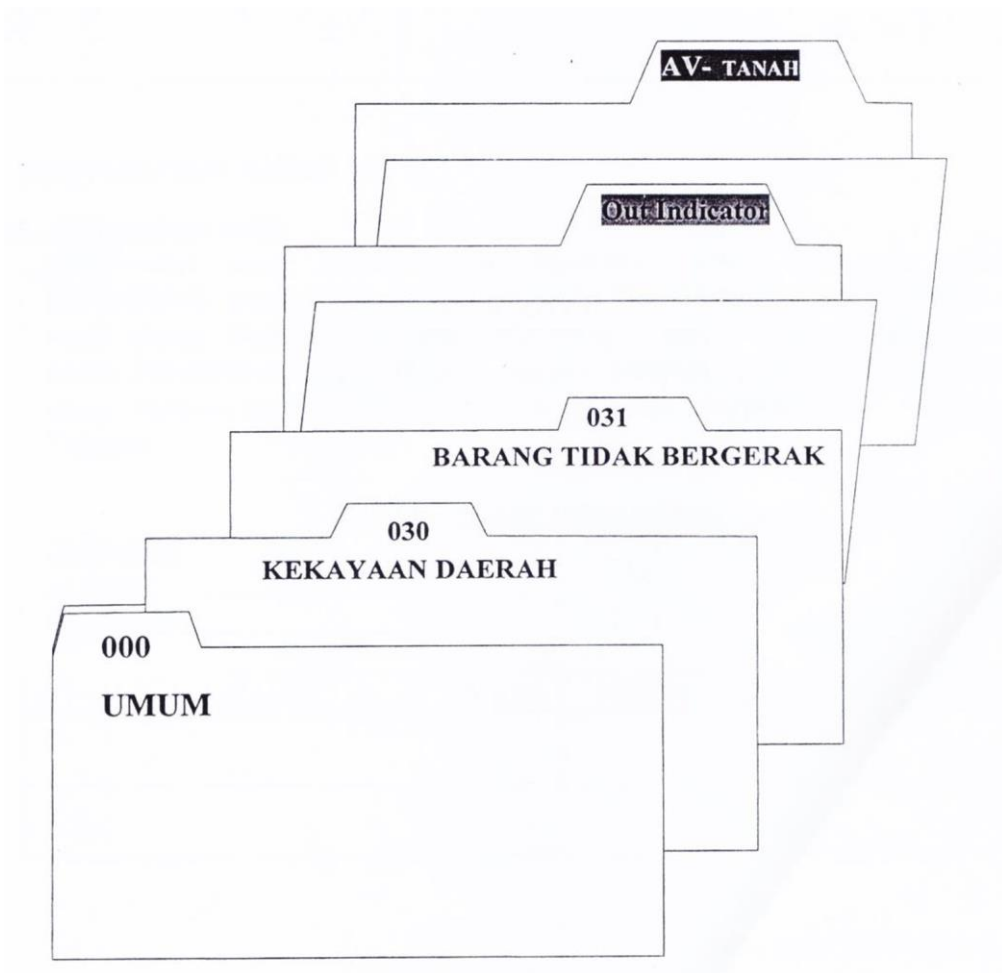 AV- TANAH
Out Indicator
031
BARANG TIDAK BERGERAK
030
KEKAYAAN DAERAH
000
UMUM